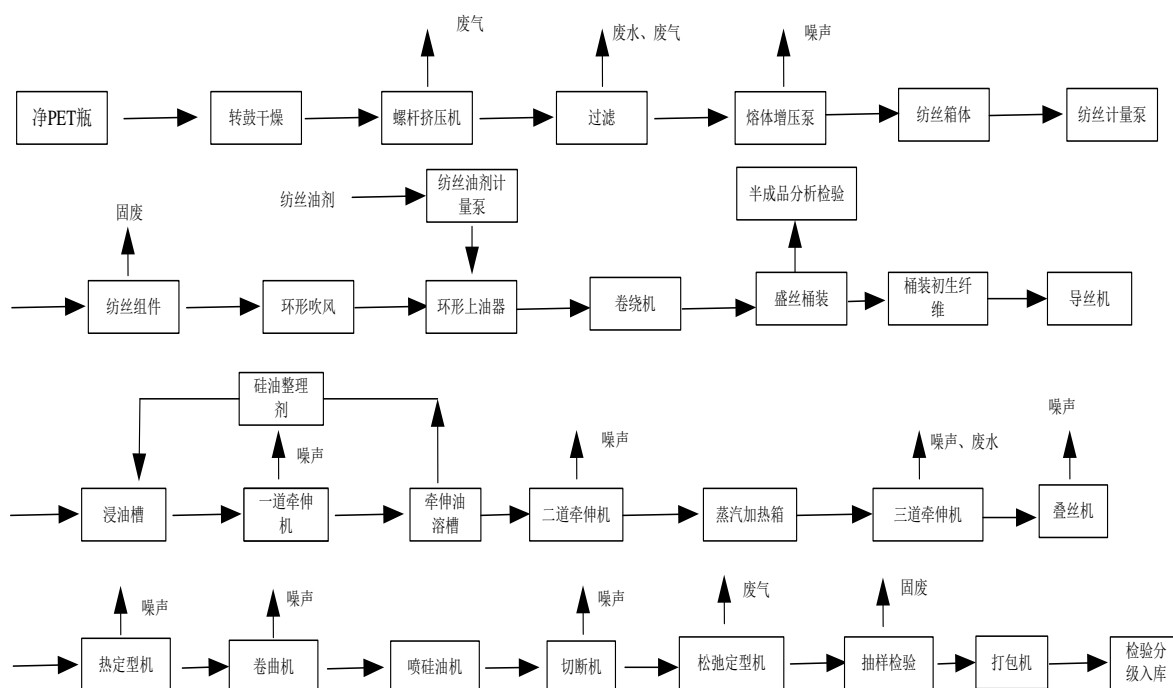 废气
废水、废气
噪声
净PET瓶
转鼓干燥
螺杆挤压机
过滤
熔体增压泵
纺丝箱体
纺丝计量泵
固废
纺丝油剂
纺丝油剂计
量泵
半成品分析检验
纺丝组件
环形吹风
环形上油器
卷绕机
盛丝桶装
桶装初生纤
维
导丝机
硅油整理
剂
噪声
噪声
噪声、废水
噪声
浸油槽
一道牵伸
机
牵伸油
溶槽
二道牵伸机
蒸汽加热箱
三道牵伸机
叠丝机
噪声
噪声
噪声
废气
固废
热定型机
卷曲机
喷硅油机
切断机
松弛定型机
抽样检验
打包机
检验分
级入库